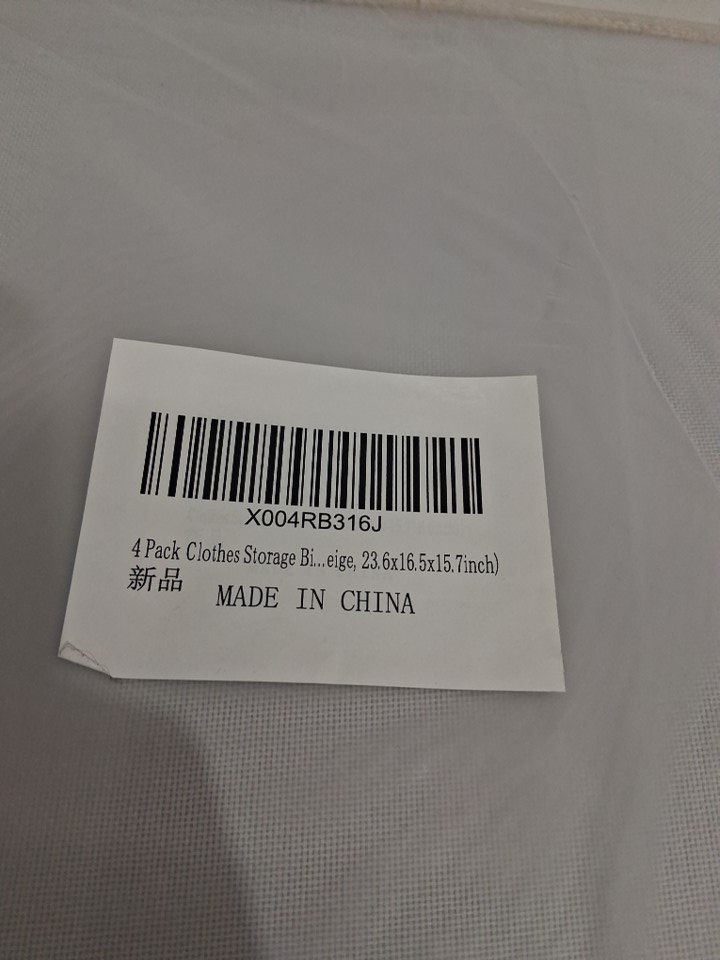 X004RB316J
4 Pack Clothes Storage Bi...eige, 23.6x16.5x15.7inch)
新品
MADE IN CHINA